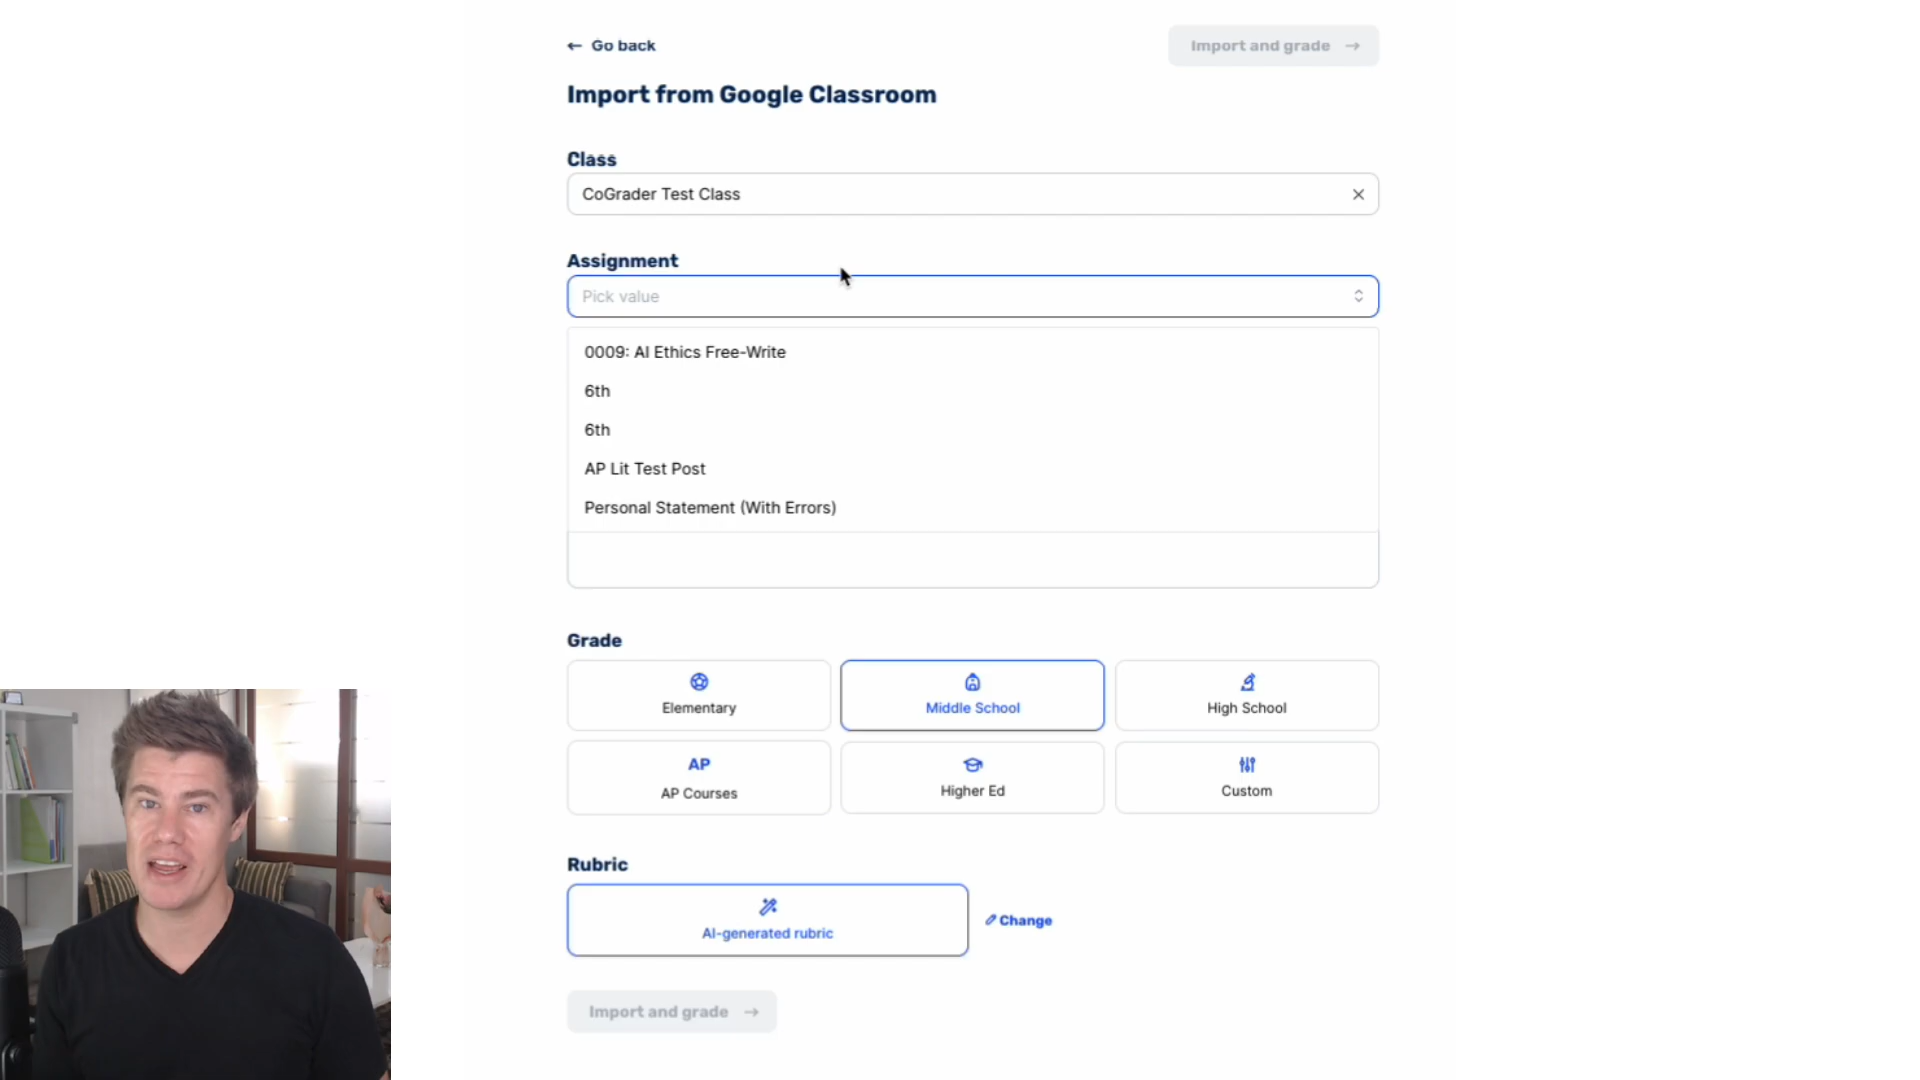 Go back
Import and grade
Import from Google Classroom
Class
CoGrader Test Class
Assignment
Pick value
0009: AI Ethics Free-Write
6th
6th
AP Lit Test Post
Personal Statement (With Errors)
Grade
Elementary
Middle School
High School
AP
AP Courses
Higher Ed
Custom
Rubric
AI-generated rubric
Change
Import and grade